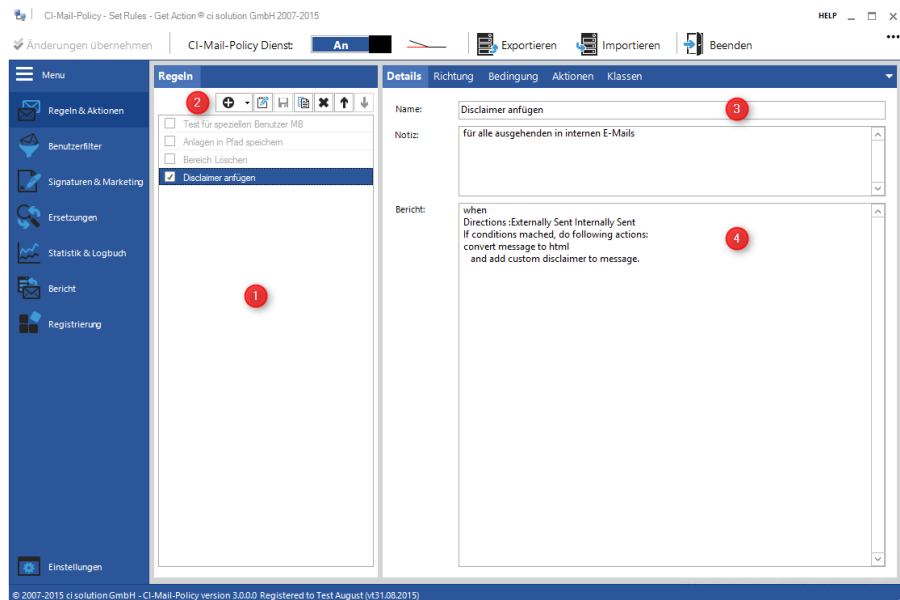 CI-Mail-Policy - Set Rules - Get Action ® ci solution GmbH 2007-2015
HELP
Änderungen übernehmen
CI-Mail-Policy Dienst:
An
Exportieren
Importieren
Beenden
Menu
Regeln & Aktionen
Benutzerfilter
Signaturen & Marketing
Ersetzungen
Statistik & Logbuch
Bericht
Registrierung
Einstellungen
Regeln
2
Test für speziellen Benutzer MB
Anlagen in Pfad speichern
Bereich Löschen
Disclaimer anfügen
1
Details Richtung Bedingung Aktionen Klassen
Name: Disclaimer anfügen
3
Notiz: für alle ausgehenden in internen E-Mails
Bericht: when
Directions :Externally Sent Internally Sent
If conditions mached, do following actions:
convert message to html
and add custom disclaimer to message.
4
© 2007-2015 ci solution GmbH - CI-Mail-Policy version 3.0.0.0 Registered to Test August (vt31.08.2015)